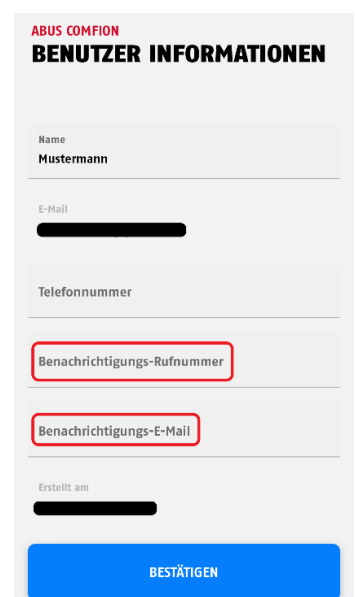 ABUS COMFION
BENUTZER INFORMATIONEN
Name
Mustermann
E-Mail
Telefonnummer
Benachrichtigungs-Rufnummer
Benachrichtigungs-E-Mail
Erstellt am
BESTÄTIGEN